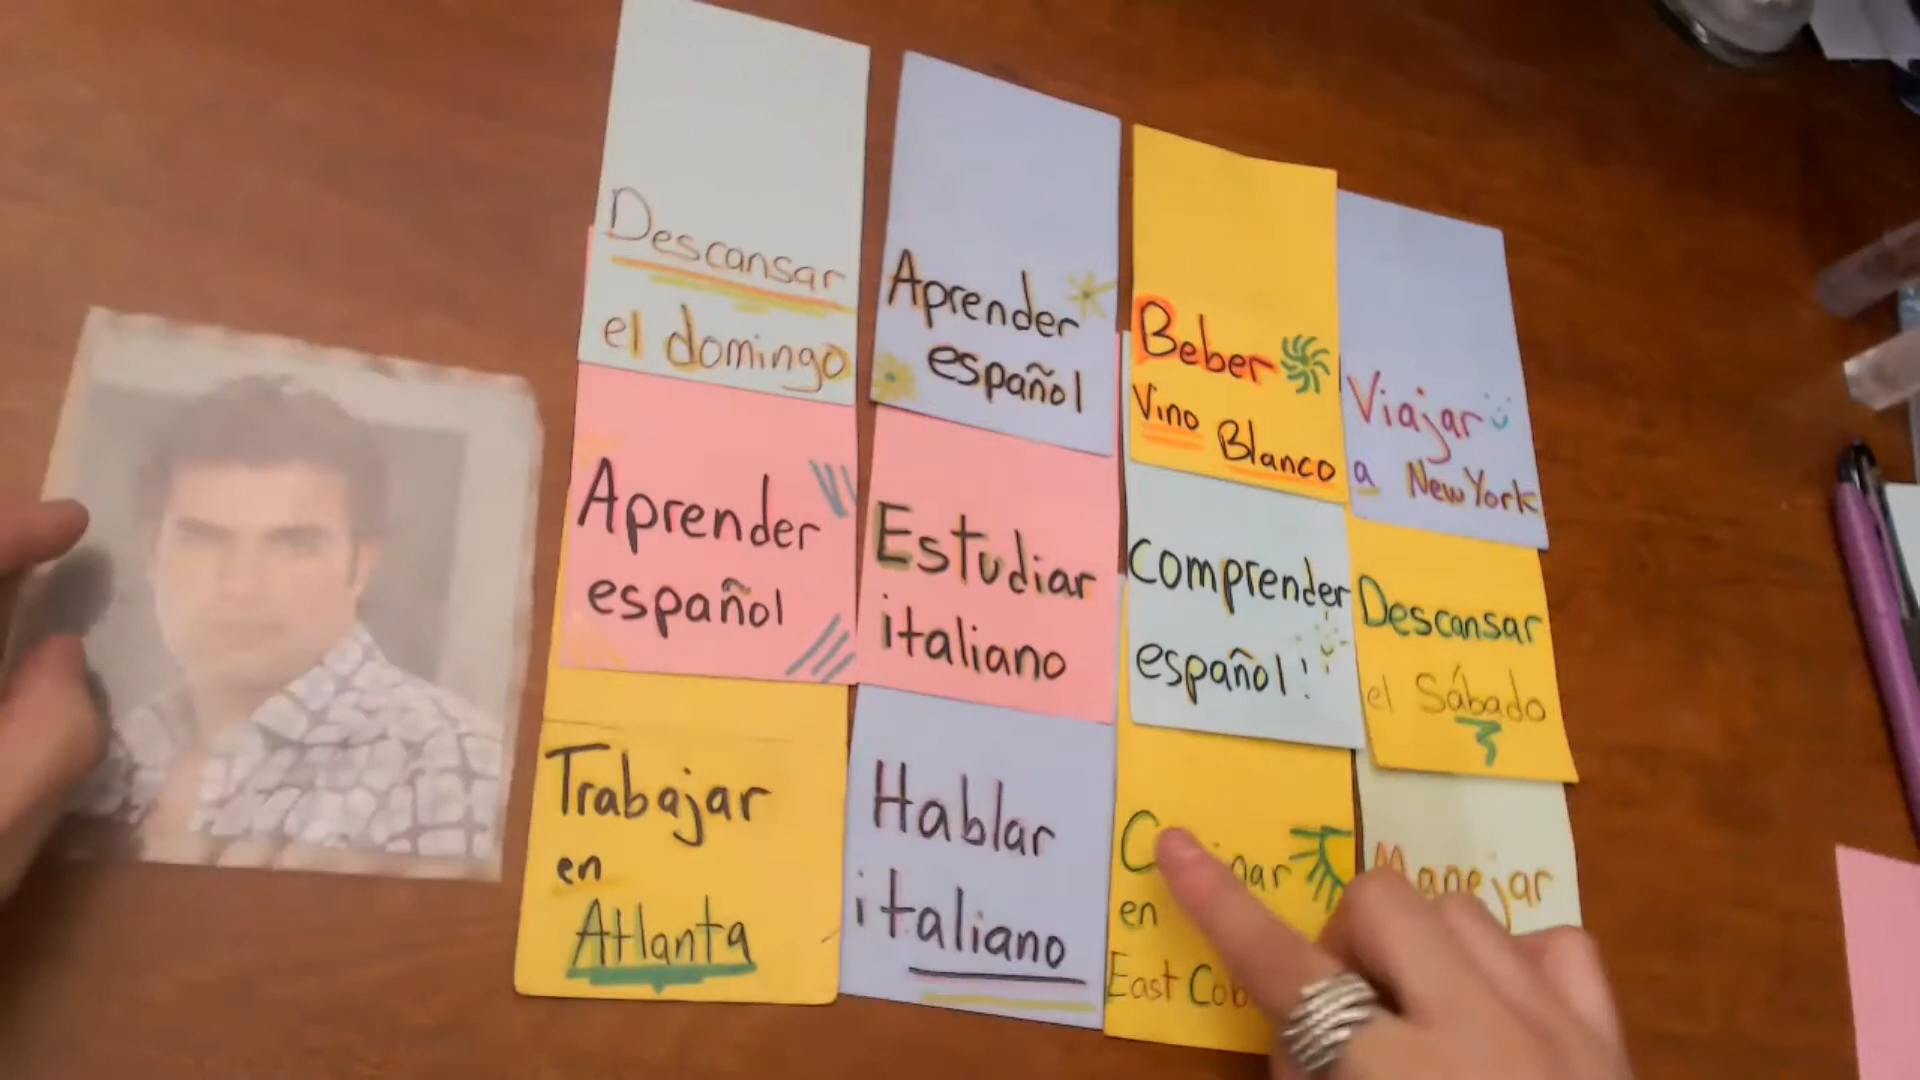 Descansar
el domingo
Aprender
español
Beber
Vino Blanco
Viajar
a New York
Aprender
español
Estudiar
italiano
Comprender
español!
Descansar
el Sábado
Trabajar
en
Atlanta
Hablar
italiano
en
East
Manejar